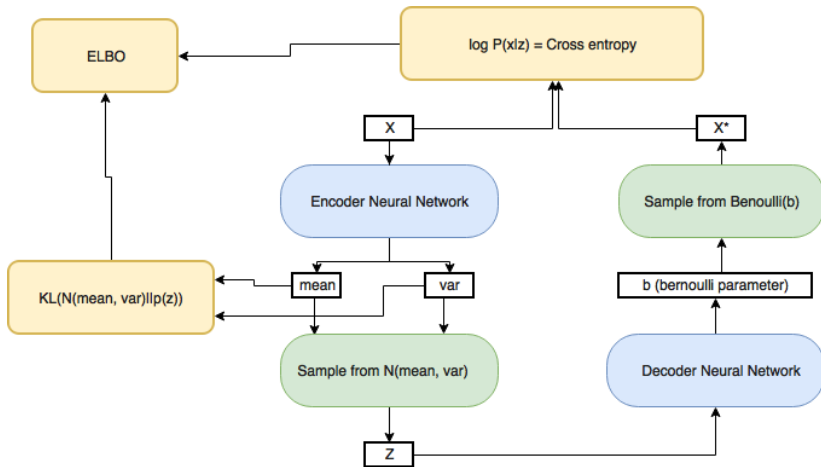 ELBO
log P(x|z) = Cross entropy
X
X*
Encoder Neural Network
Sample from Benoulli(b)
KL(N(mean, var)||p(z))
mean
var
b (bernoulli parameter)
Sample from N(mean, var)
Decoder Neural Network
Z